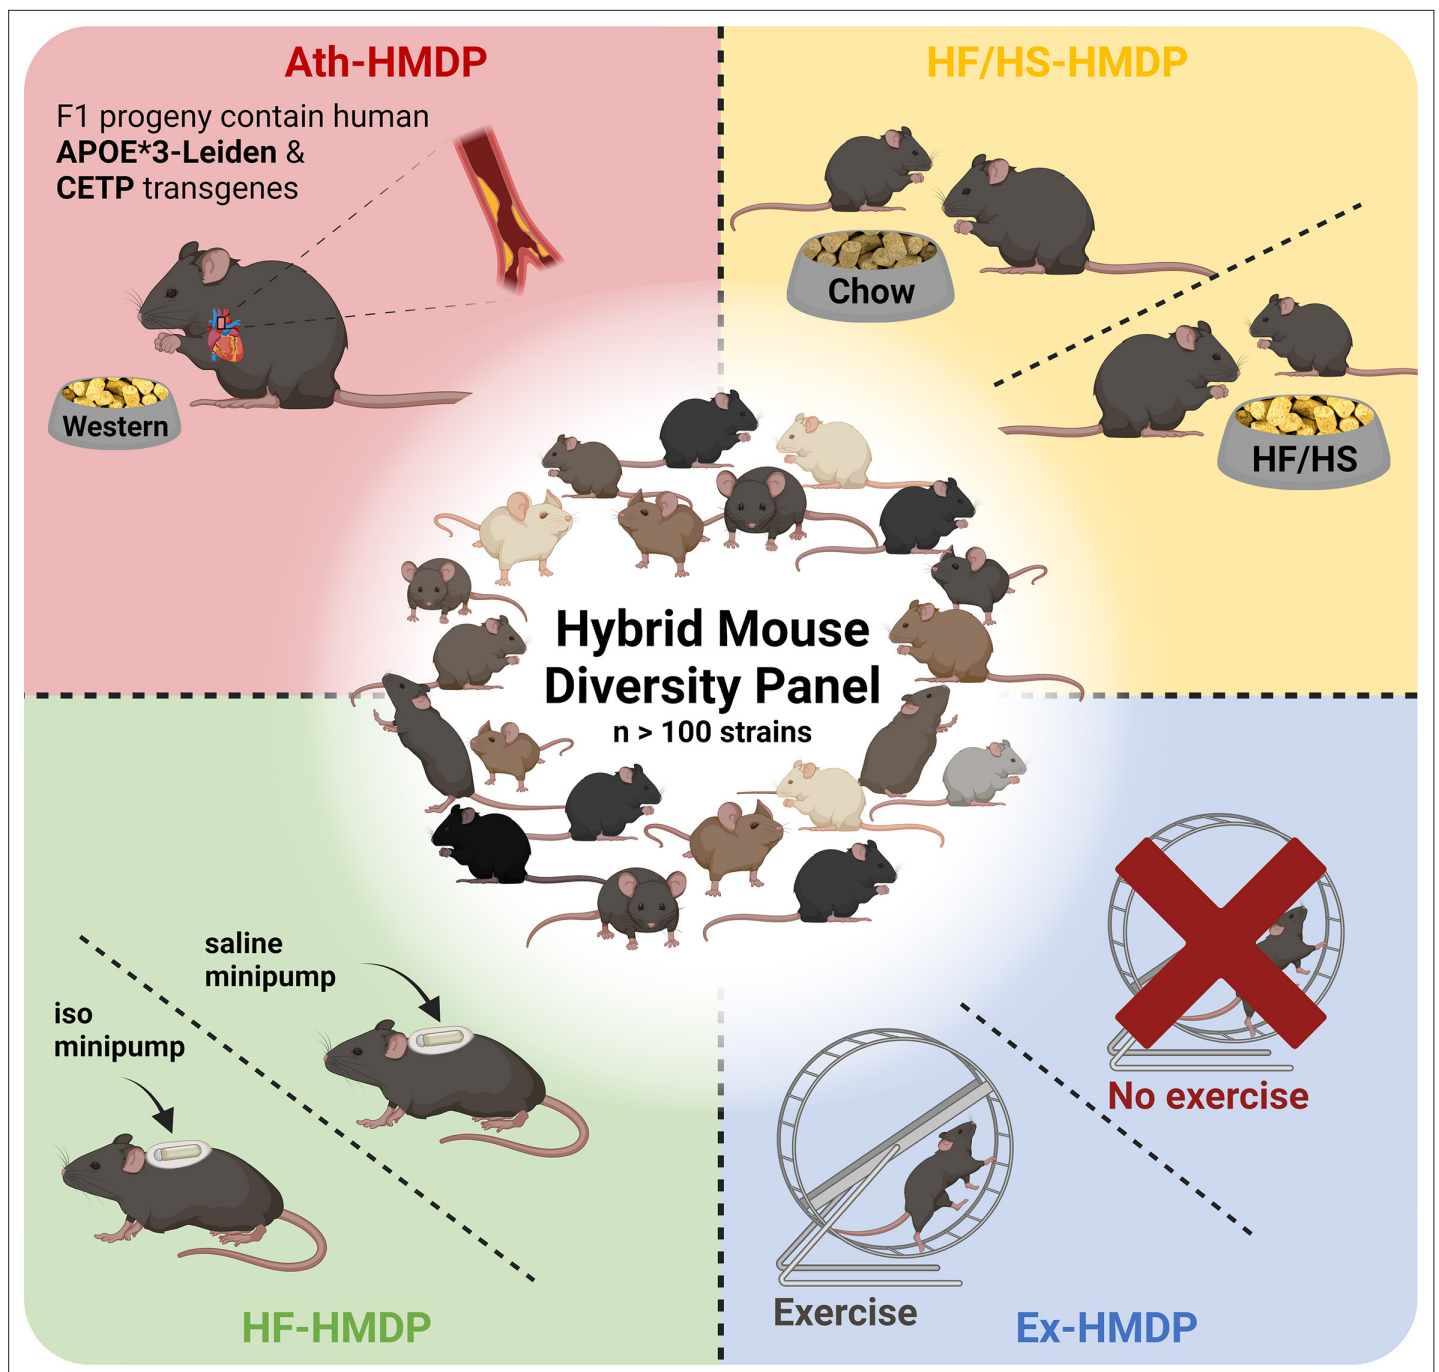 Ath-HMDP
F1 progeny contain human
APOE*3-Leiden &
CETP transgenes
Western
HF/HS-HMDP
Chow
HF/HS
Hybrid Mouse
Diversity Panel
n > 100 strains
saline
minipump
iso
minipump
HF-HMDP
No exercise
Exercise
Ex-HMDP